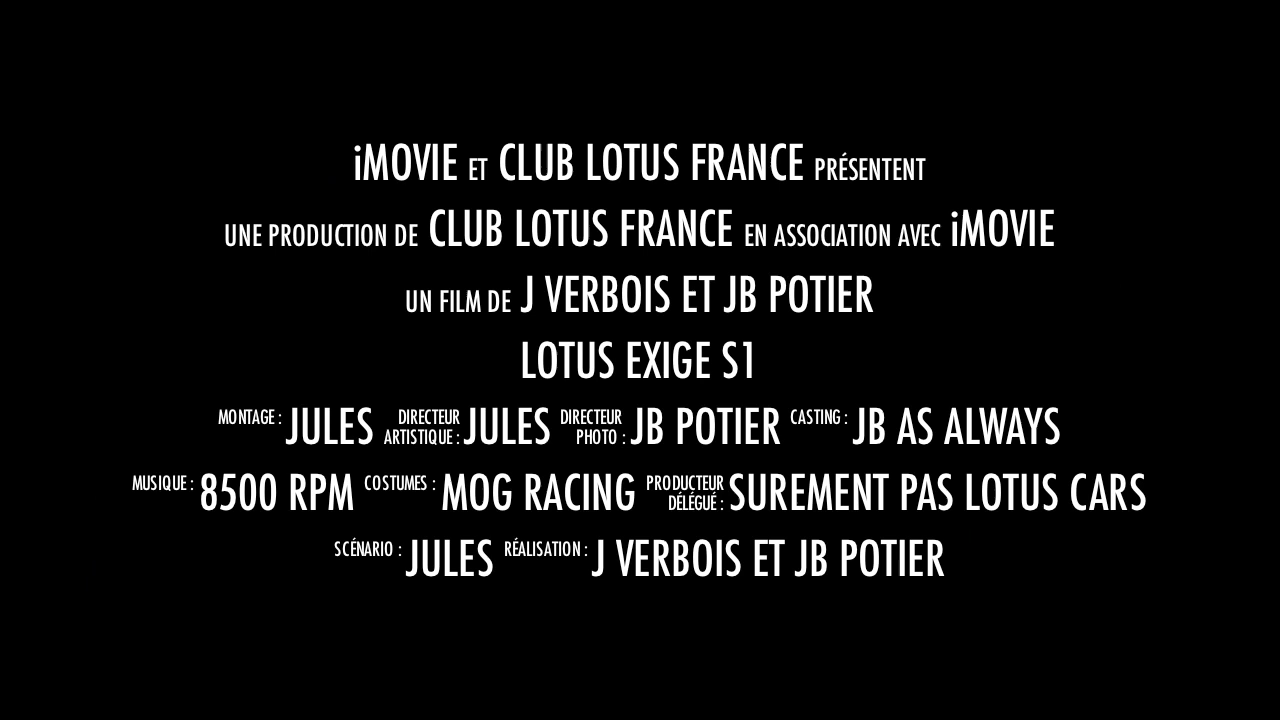 iMOVIE ET CLUB LOTUS FRANCE PRÉSENTENT
UNE PRODUCTION DE CLUB LOTUS FRANCE EN ASSOCIATION AVEC iMOVIE
UN FILM DE J VERBOIS ET JB POTIER
LOTUS EXIGE S1
MONTAGE : JULES DIRECTEUR ARTISTIQUE : JULES DIRECTEUR PHOTO : JB POTIER CASTING : JB AS ALWAYS
MUSIQUE : 8500 RPM COSTUMES : MOG RACING PRODUCTEUR DÉLÉGUÉ : SUREMENT PAS LOTUS CARS
SCÉNARIO : JULES RÉALISATION : J VERBOIS ET JB POTIER